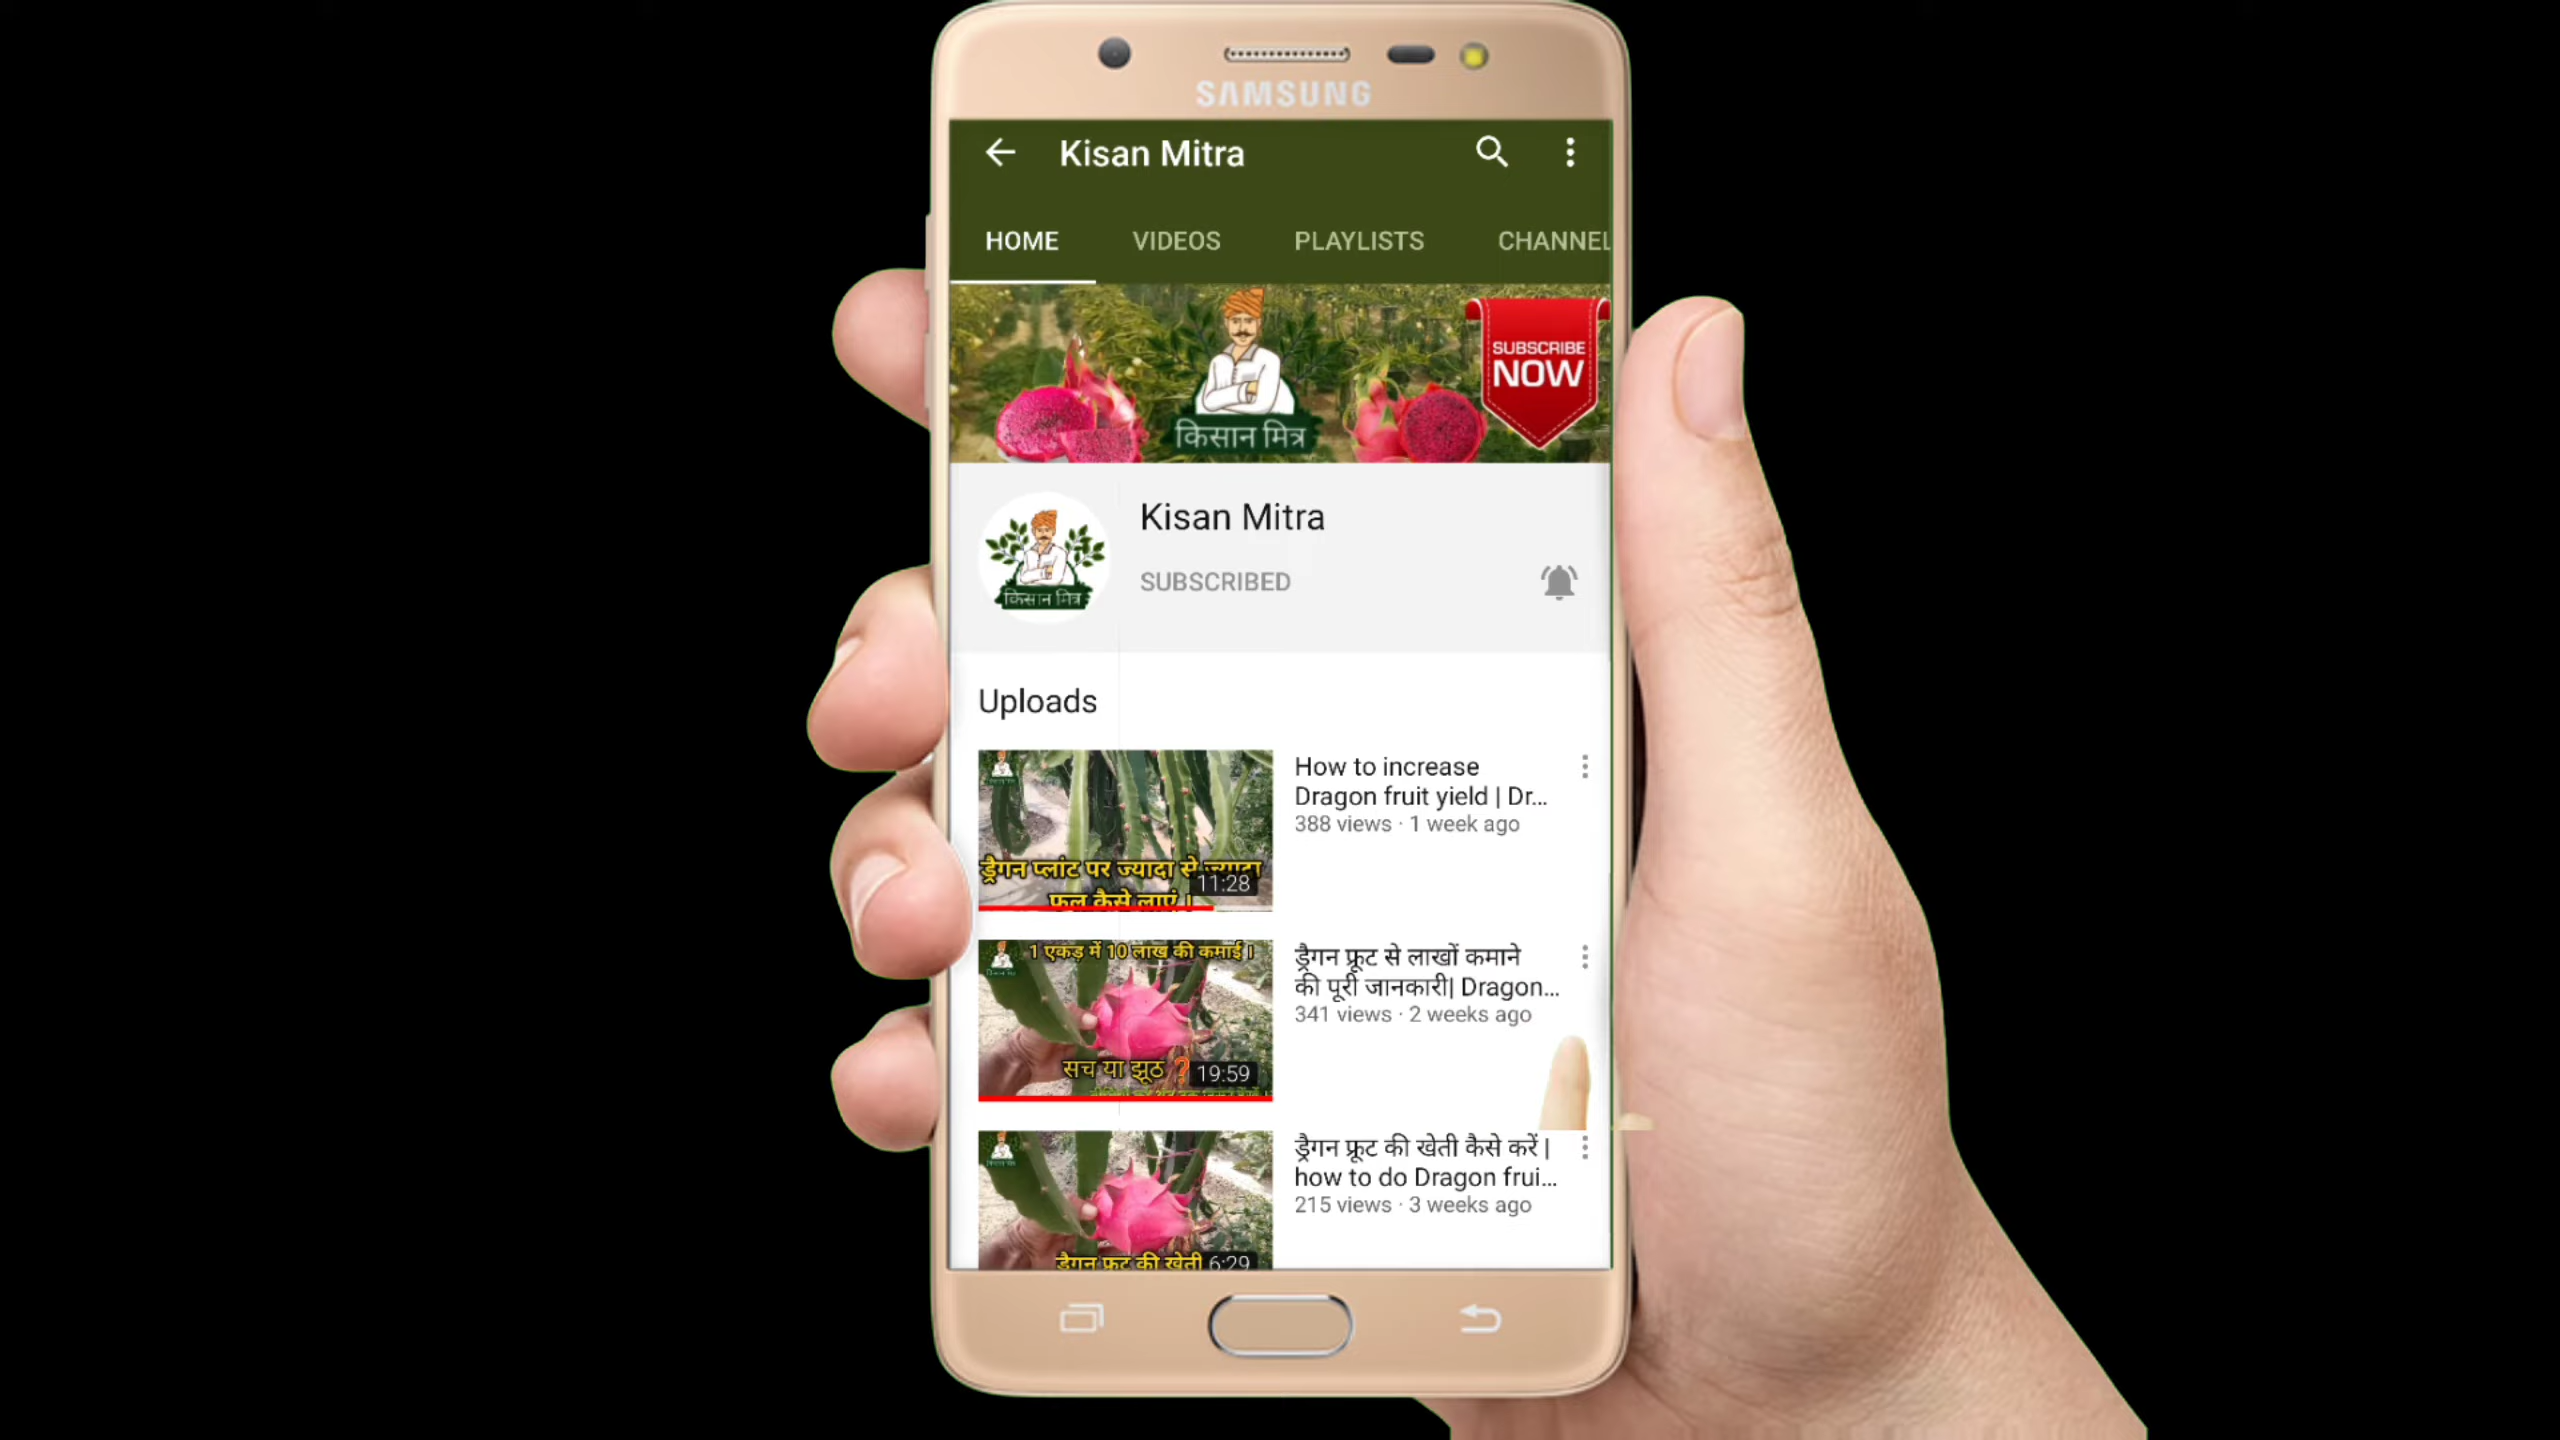 SAMSUNG
Kisan Mitra
HOME VIDEOS PLAYLISTS CHANNEL
SUBSCRIBE
NOW
किसान मित्र
Kisan Mitra
SUBSCRIBED
किसान मित्र
Uploads
ड्रैगन प्लांट पर ज्यादा से ज्यादा
फल कैसे लाएं ।
11:28
How to increase
Dragon fruit yield | Dr...
388 views · 1 week ago
1 एकड़ में 10 लाख की कमाई ।
सच या झूठ ?
19:59
ड्रैगन फ्रूट से लाखों कमाने
की पूरी जानकारी| Dragon...
341 views · 2 weeks ago
ड्रैगन फ्रूट की खेती
6:29
ड्रैगन फ्रूट की खेती कैसे करें |
how to do Dragon frui...
215 views · 3 weeks ago